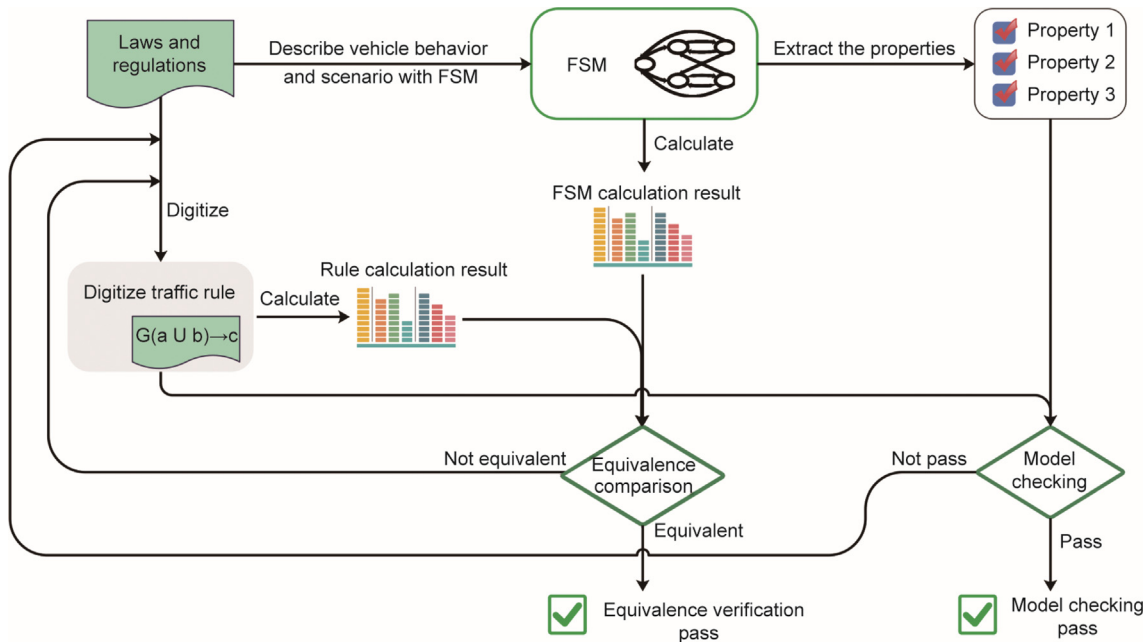 Laws and
regulations
Describe vehicle behavior
and scenario with FSM
FSM
Extract the properties
Property 1
Property 2
Property 3
Calculate
FSM calculation result
Digitize
Rule calculation result
Digitize traffic rule
Calculate
G(a U b)→c
Not equivalent
Equivalence
comparison
Not pass
Model
checking
Equivalent
Pass
Equivalence verification
pass
Model checking
pass